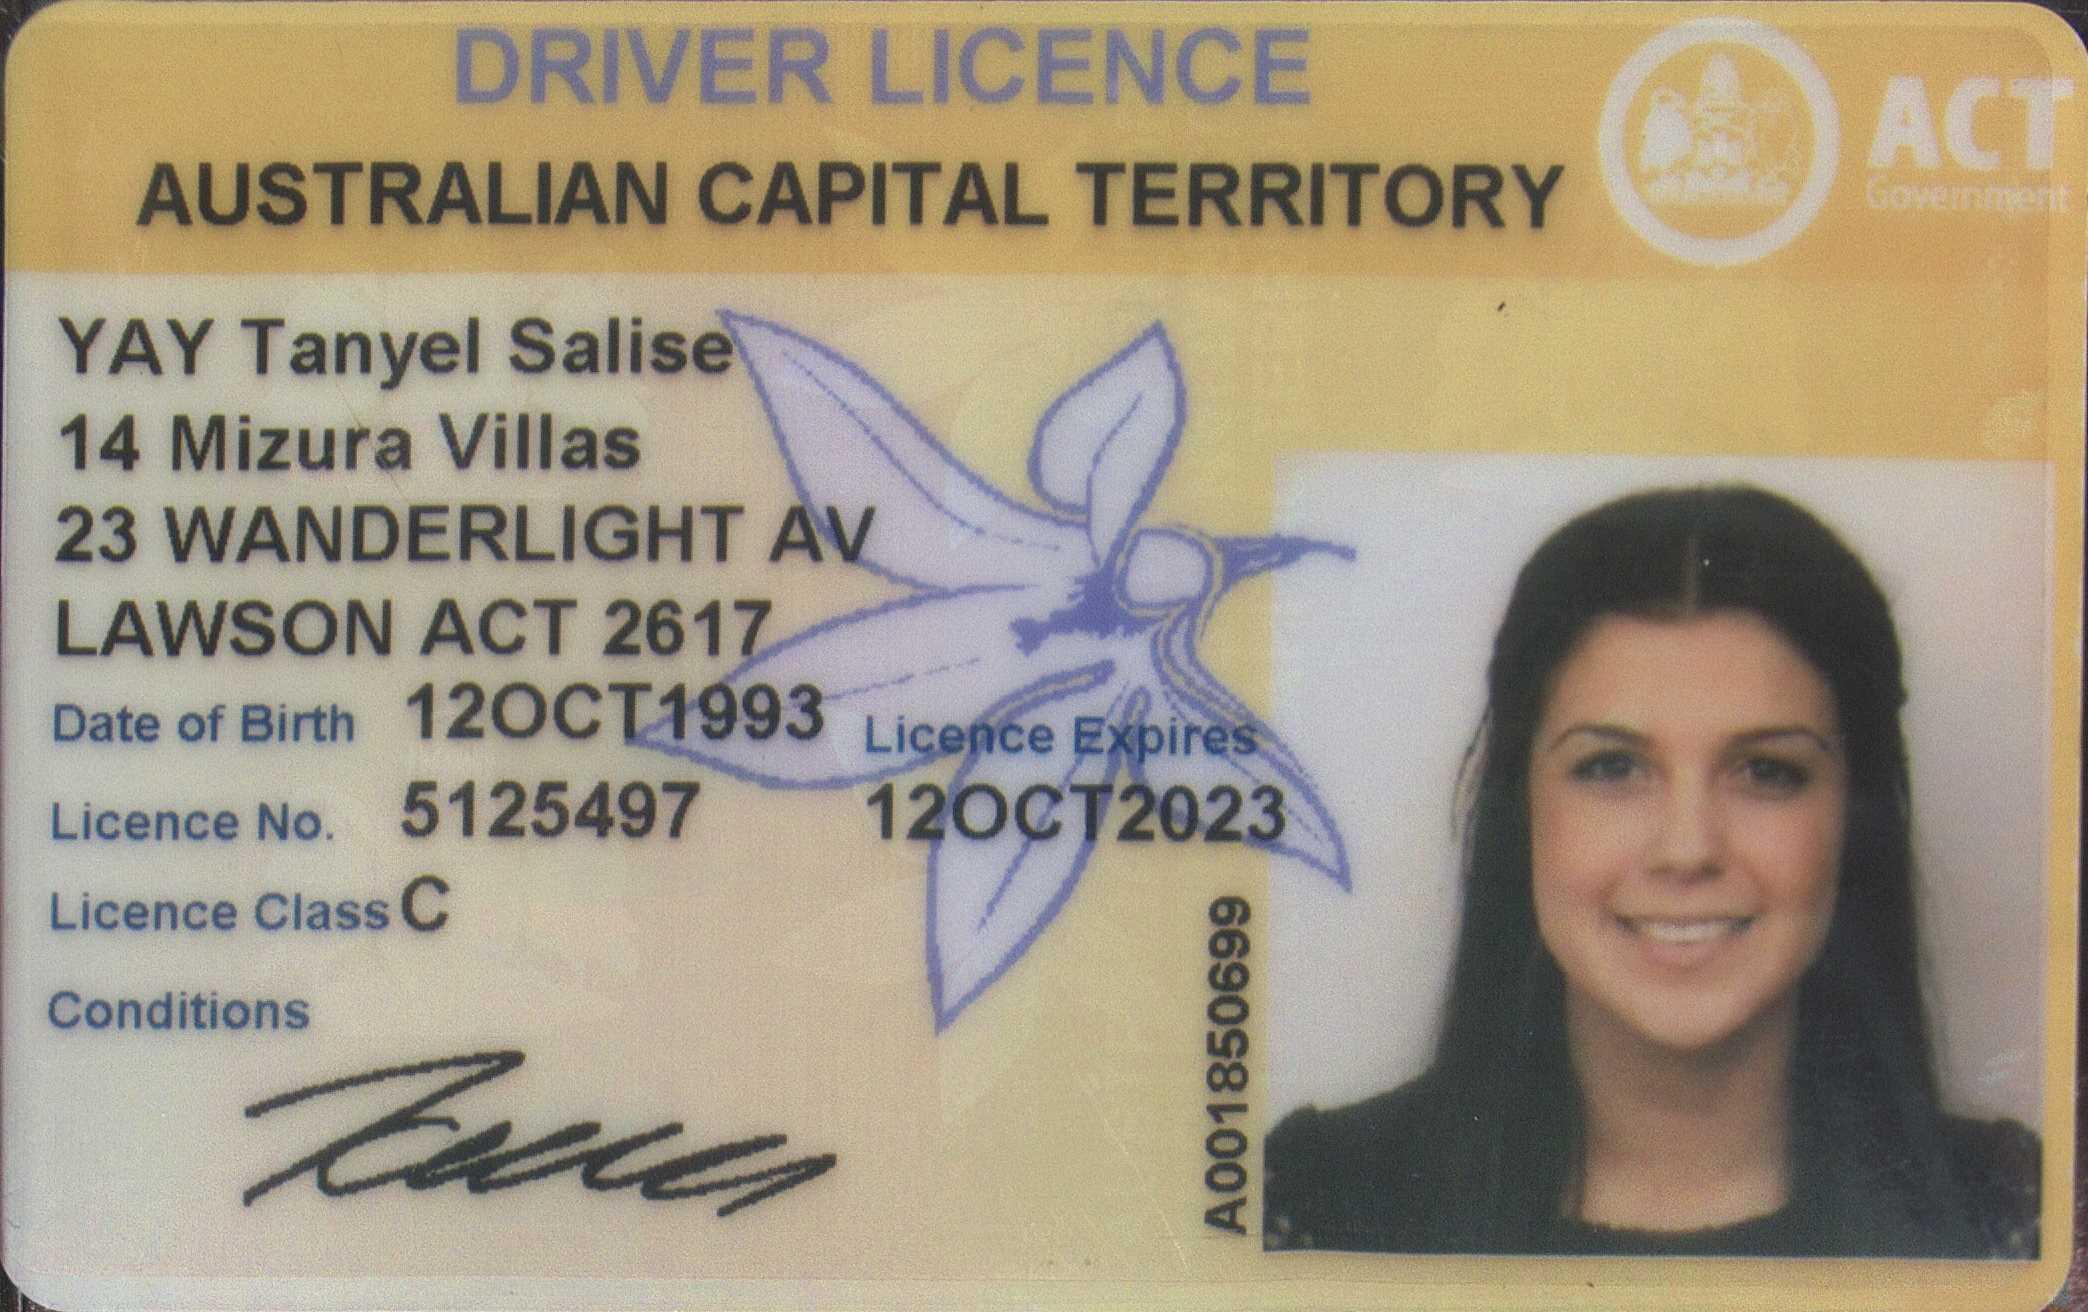 DRIVER LICENCE
AUSTRALIAN CAPITAL TERRITORY
ACT
Government
YAY Tanyel Salise
14 Mizura Villas
23 WANDERLIGHT AV
LAWSON ACT 2617
Date of Birth 12OCT1993
Licence Expires
Licence No. 5125497
12OCT2023
Licence Class C
Conditions
A001850699